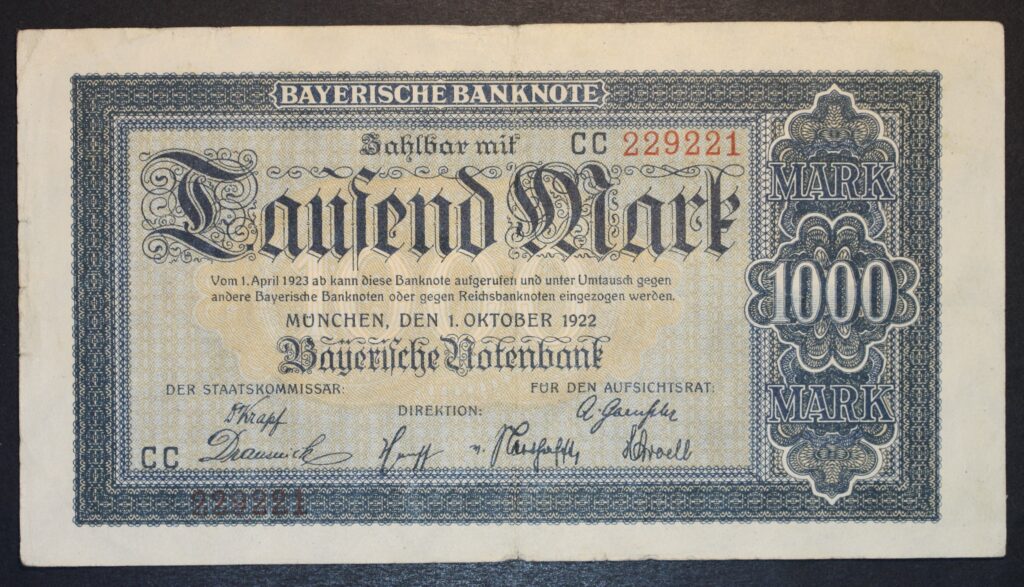 BAYERISCHE BANKNOTE
Zahlbar mit CC 229221
Tausend Mark
Vom 1. April 1923 ab kann diese Banknote aufgerufen und unter Umtausch gegen
andere Bayerische Banknoten oder gegen Reichsbanknoten eingezogen werden.
MÜNCHEN, DEN 1. OKTOBER 1922
Bayerische Notenbank
DER STAATSKOMMISSAR:
FÜR DEN AUFSICHTSRAT:
DIREKTION:
Krapf
CC
229221
MARK
1000
MARK